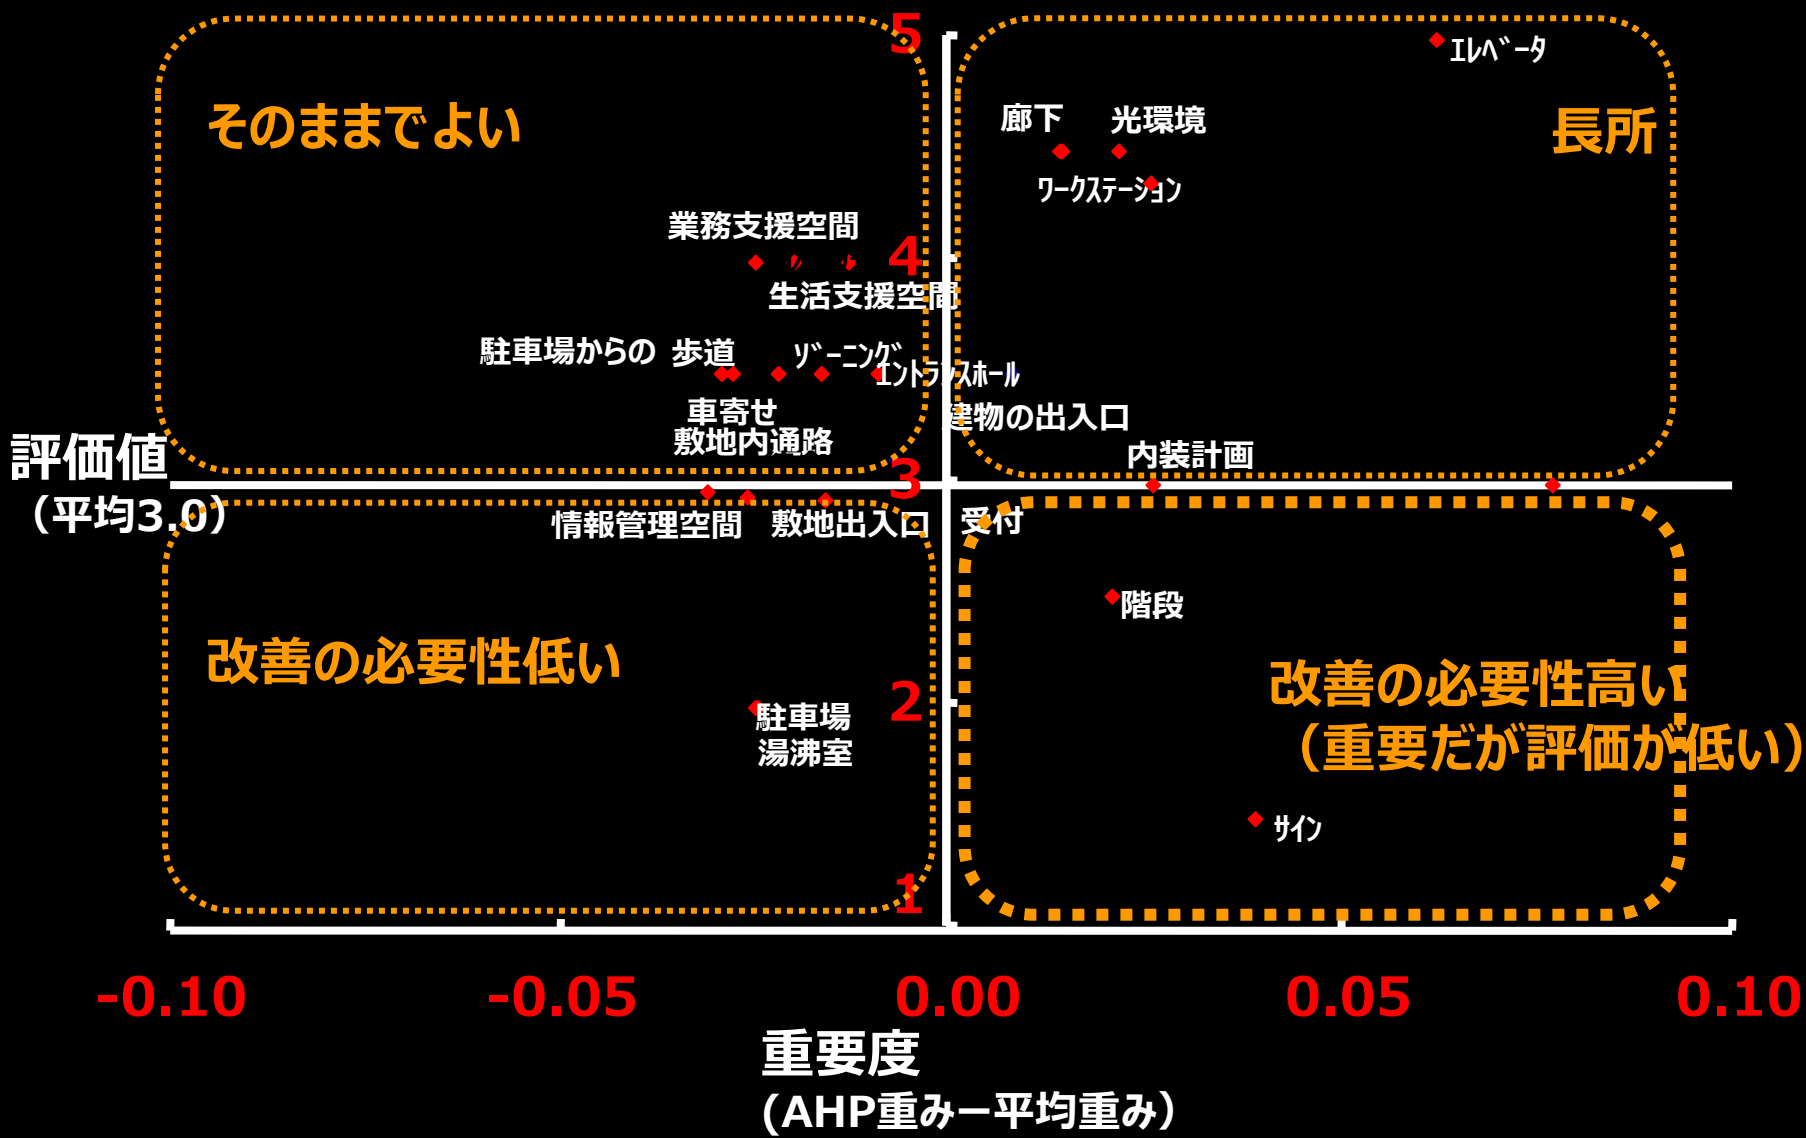 5
ｴﾚﾍﾞｰﾀ
そのままでよい
廊下
光環境
長所
ﾜｰｸｽﾃｰｼｮﾝ
業務支援空間
4
生活支援空間
駐車場からの
歩道
ｿﾞｰﾆﾝｸﾞ
ｴﾝﾄﾗﾝｽﾎｰﾙ
車寄せ
建物の出入口
敷地内通路
内装計画
評価値
3
（平均3.0）
情報管理空間
敷地出入口
受付
階段
改善の必要性低い
改善の必要性高い
（重要だが評価が低い）
2
駐車場
湯沸室
ｻｲﾝ
1
-0.10
-0.05
0.00
0.05
0.10
重要度
(AHP重みー平均重み）